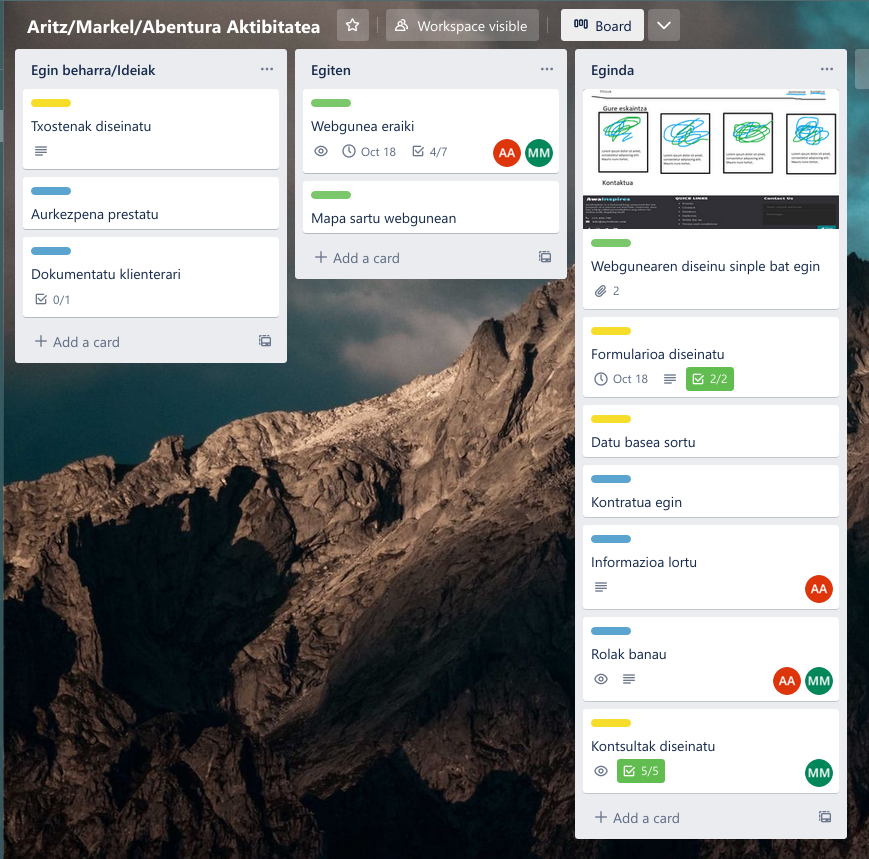 Aritz/Markel/Abentura Aktibitatea
Workspace visible
Board
Egin beharra/Ideiak
Txostenak diseinatu
Aurkezpena prestatu
Dokumentatu klienterari
0/1
+ Add a card
Egiten
Webgunea eraiki
Oct 18
4/7
AA
MM
Mapa sartu webgunean
+ Add a card
Eginda
Gure eskaintza
Kontaktua
AwaInspires
QUICK LINKS
Contact Us
Webgunearen diseinu sinple bat egin
2
Formularioa diseinatu
Oct 18
2/2
Datu basea sortu
Kontratua egin
Informazioa lortu
AA
Rolak banau
AA
MM
Kontsultak diseinatu
5/5
MM
+ Add a card